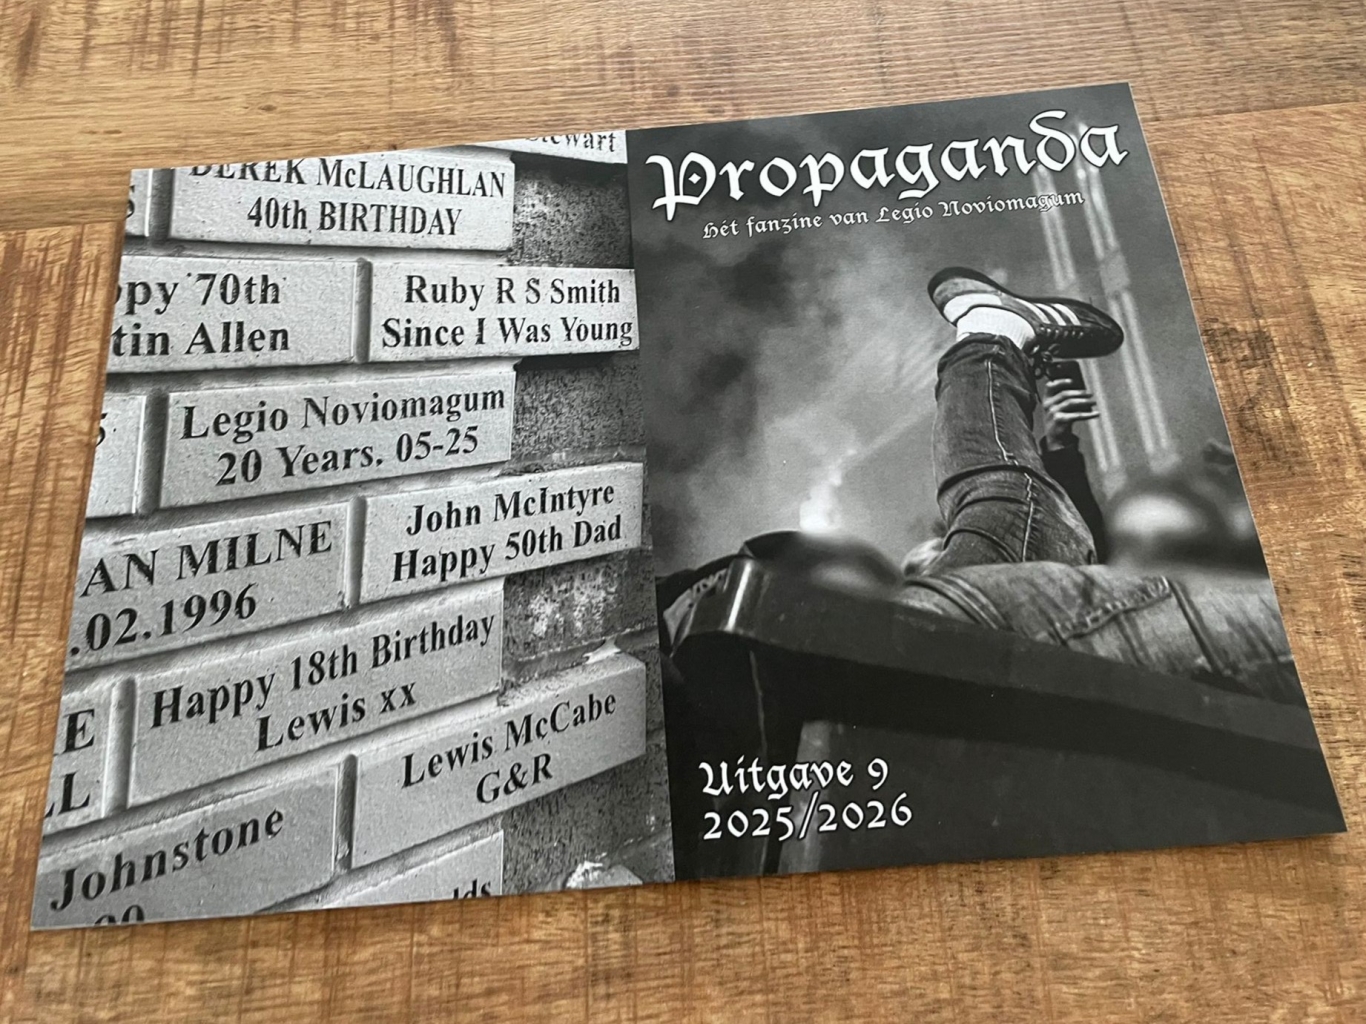 Stewart
DEREK McLAUGHLAN
40th BIRTHDAY
70th
Allen
Ruby R S Smith
Since I Was Young
Legio Noviomagum
20 Years. 05-25
AN MILNE
.02.1996
John McIntyre
Happy 50th Dad
Happy 18th Birthday
Lewis xx
Lewis McCabe
G&R
Johnstone
Propaganda
Hét fanzine van Legio Noviomagum
Uitgave 9
2025/2026